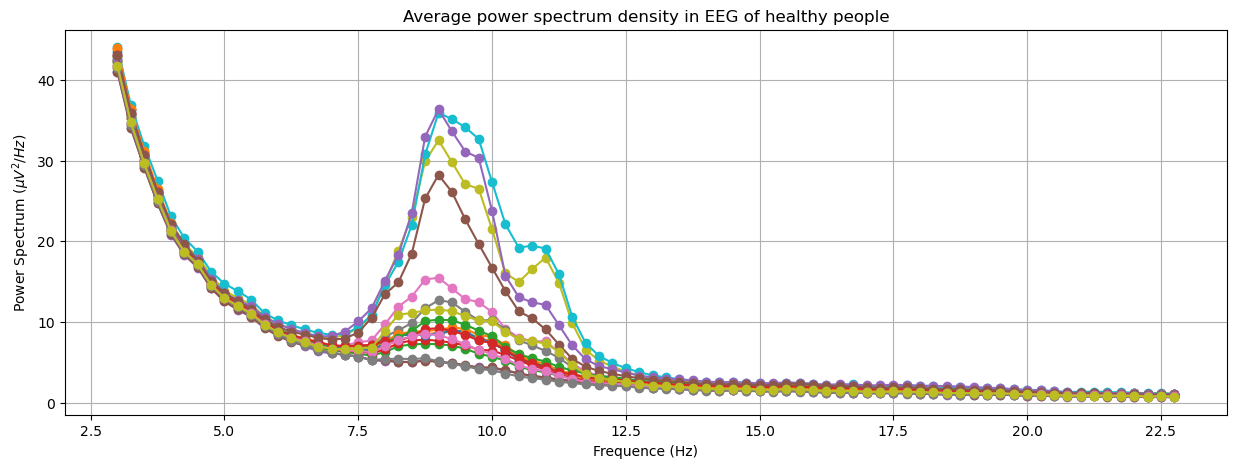 Average power spectrum density in EEG of healthy people
Power Spectrum (μV²/Hz)
40
30
20
10
0
2.5 5.0 7.5 10.0 12.5 15.0 17.5 20.0 22.5
Frequence (Hz)